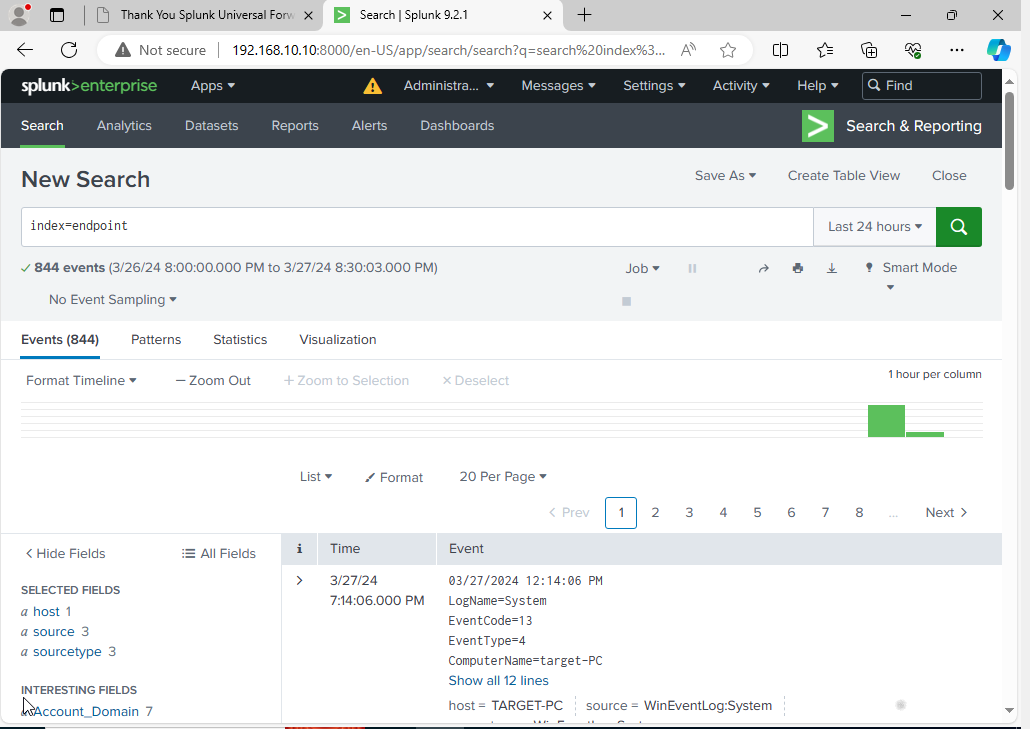 Thank You Splunk Universal Forw
Search | Splunk 9.2.1
Not secure
192.168.10.10:8000/en-US/app/search/search?q=search%20index%3...
splunk>enterprise
Apps
Administra...
Messages
Settings
Activity
Help
Find
Search
Analytics
Datasets
Reports
Alerts
Dashboards
Search & Reporting
New Search
Save As
Create Table View
Close
index=endpoint
Last 24 hours
844 events (3/26/24 8:00:00.000 PM to 3/27/24 8:30:03.000 PM)
Job
Smart Mode
No Event Sampling
Events (844)
Patterns
Statistics
Visualization
Format Timeline
— Zoom Out
+ Zoom to Selection
× Deselect
1 hour per column
List
Format
20 Per Page
< Prev
1
2
3
4
5
6
7
8
...
Next >
< Hide Fields
All Fields
i
Time
Event
SELECTED FIELDS
a host 1
a source 3
a sourcetype 3
INTERESTING FIELDS
Account_Domain 7
>
3/27/24
7:14:06.000 PM
03/27/2024 12:14:06 PM
LogName=System
EventCode=13
EventType=4
ComputerName=target-PC
Show all 12 lines
host = TARGET-PC
source = WinEventLog:System